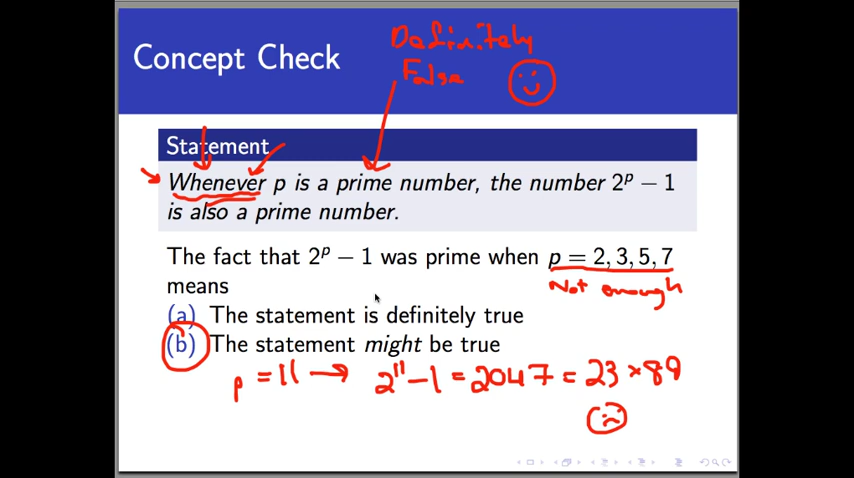 Concept Check
Definitely
False
Statement
Whenever p is a prime number, the number 2^p − 1
is also a prime number.
The fact that 2^p − 1 was prime when p = 2, 3, 5, 7
means
Not enough
(a) The statement is definitely true
(b) The statement might be true
p = 11 → 2^11 - 1 = 2047 = 23 × 89